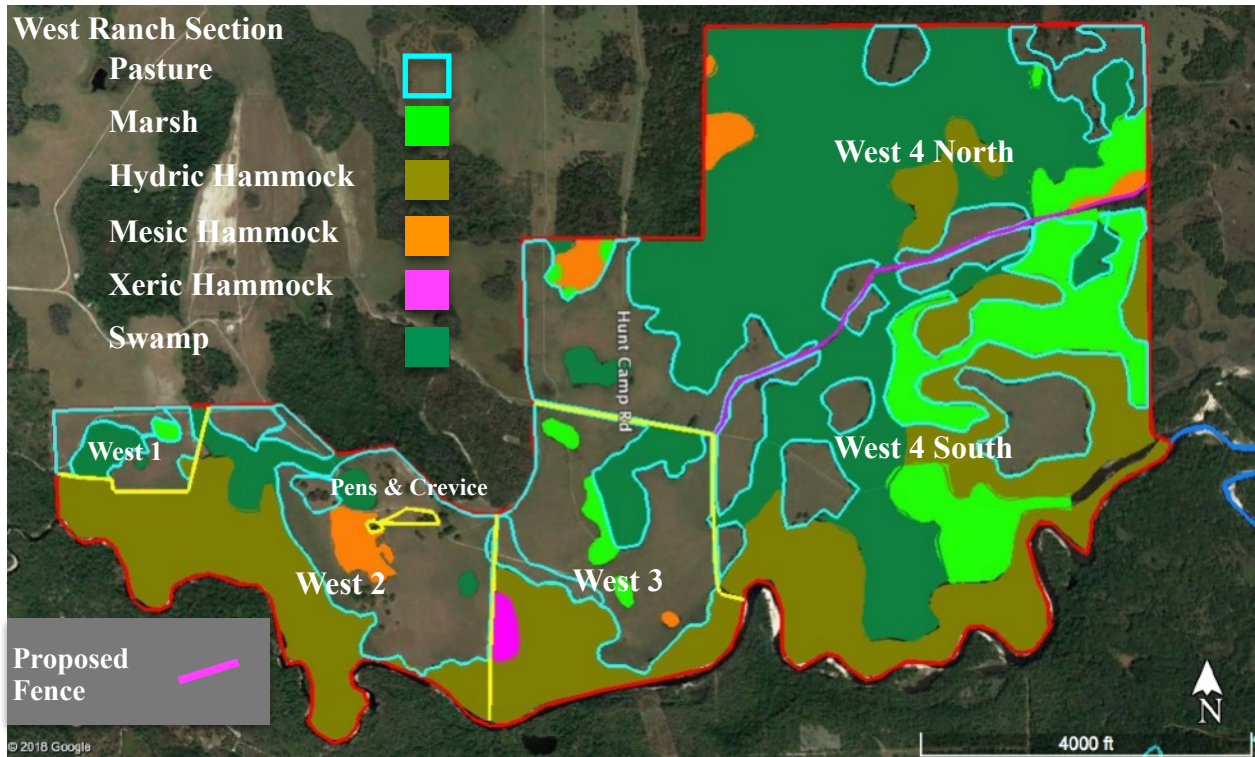 West Ranch Section
Pasture
Marsh
Hydric Hammock
Mesic Hammock
Xeric Hammock
Swamp
West 4 North
Hunt Camp Rd
West 1
West 4 South
Pens & Crevice
West 2
West 3
Proposed
Fence
N
© 2018 Google
4000 ft